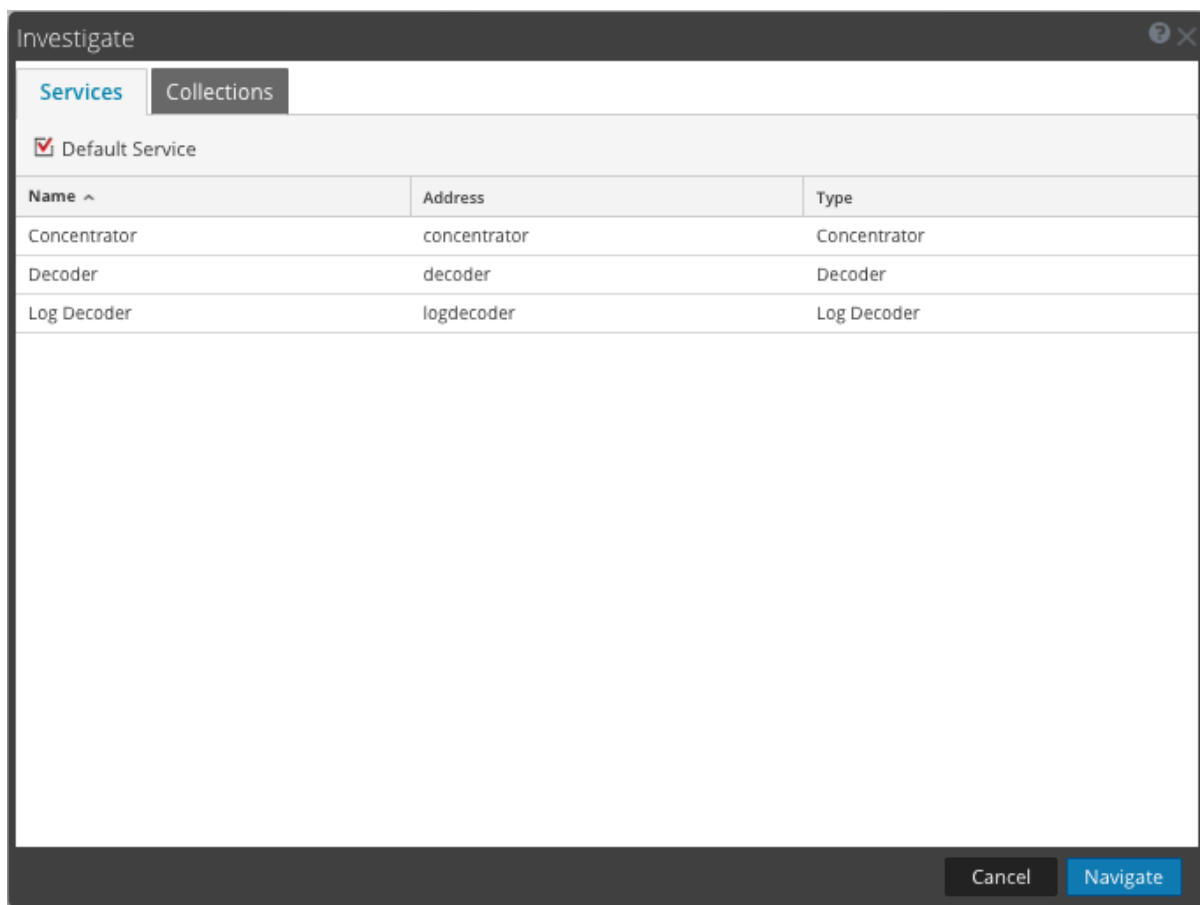 Investigate
Services Collections
Default Service
Name Address Type
Concentrator concentrator Concentrator
Decoder decoder Decoder
Log Decoder logdecoder Log Decoder
Cancel Navigate